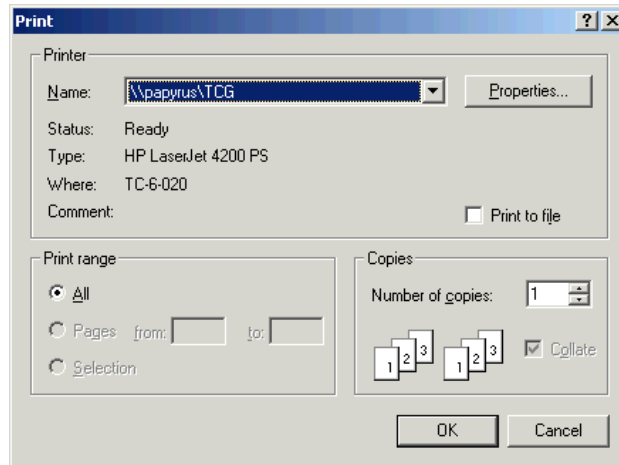 Print
Printer
Name: \\papyrus\TCG Properties...
Status: Ready
Type: HP LaserJet 4200 PS
Where: TC-6-020
Comment: Print to file
Print range
All
Pages from: to:
Selection
Copies
Number of copies: 1
1 2 3 1 2 3 Collate
OK Cancel